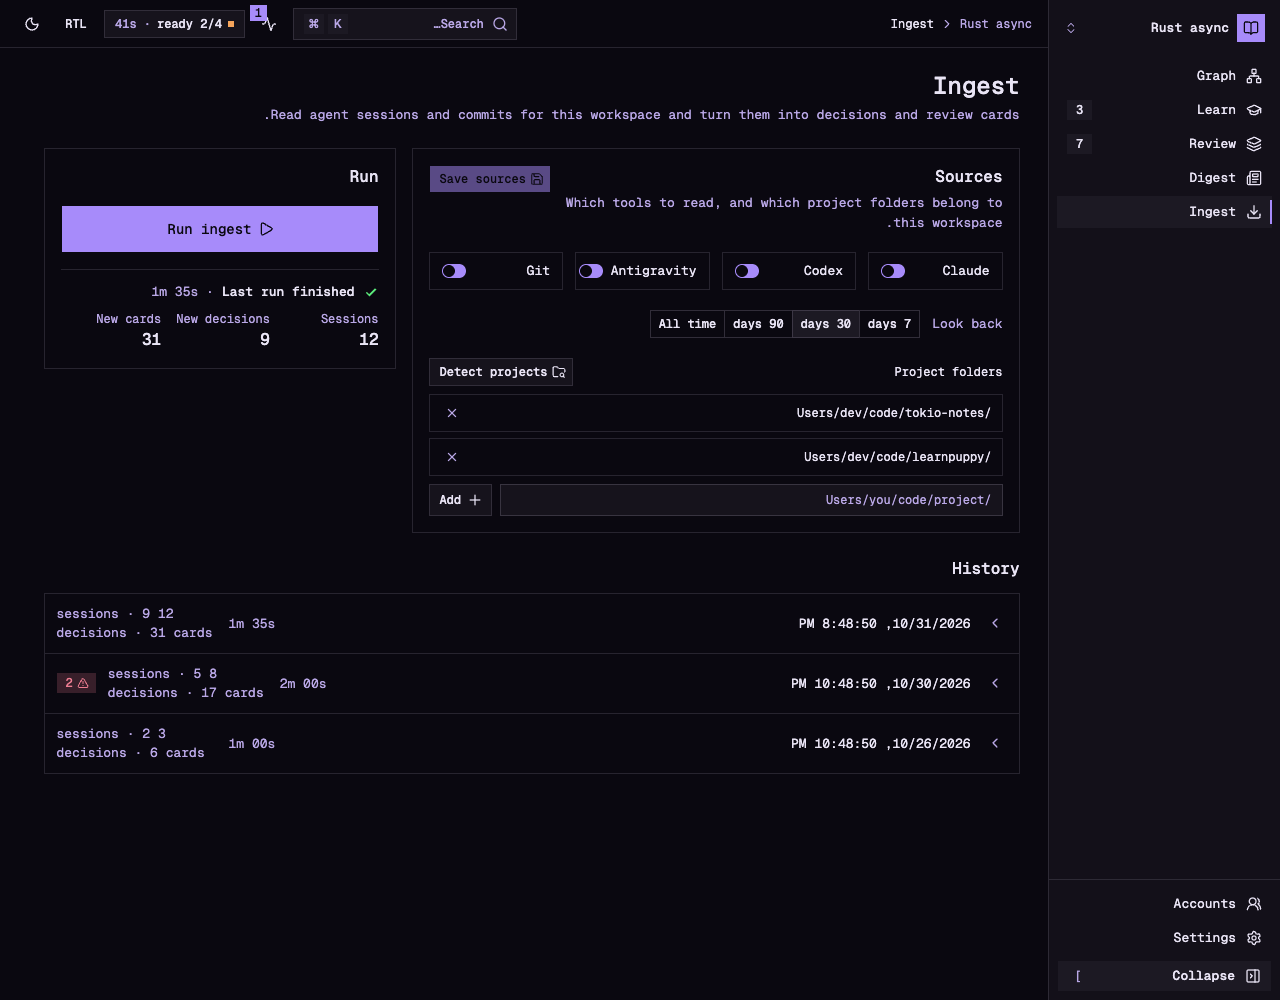 RTL
41s · ready 2/4
1
⌘ K
…Search
Ingest
Rust async
Rust async
Graph
Learn 3
Review 7
Digest
Ingest
Accounts
Settings
Collapse [
Ingest
.Read agent sessions and commits for this workspace and turn them into decisions and review cards
Sources
Save sources
Which tools to read, and which project folders belong to
.this workspace
Claude
Codex
Antigravity
Git
Look back
days 7
days 30
days 90
All time
Project folders
Detect projects
Users/dev/code/tokio-notes/
Users/dev/code/learnpuppy/
Users/you/code/project/
Add
Run
Run ingest
1m 35s · Last run finished
Sessions
New decisions
New cards
12
9
31
History
PM 8:48:50 ,10/31/2026
1m 35s
sessions · 9 12
decisions · 31 cards
PM 10:48:50 ,10/30/2026
2m 00s
sessions · 5 8
decisions · 17 cards
2
PM 10:48:50 ,10/26/2026
1m 00s
sessions · 2 3
decisions · 6 cards